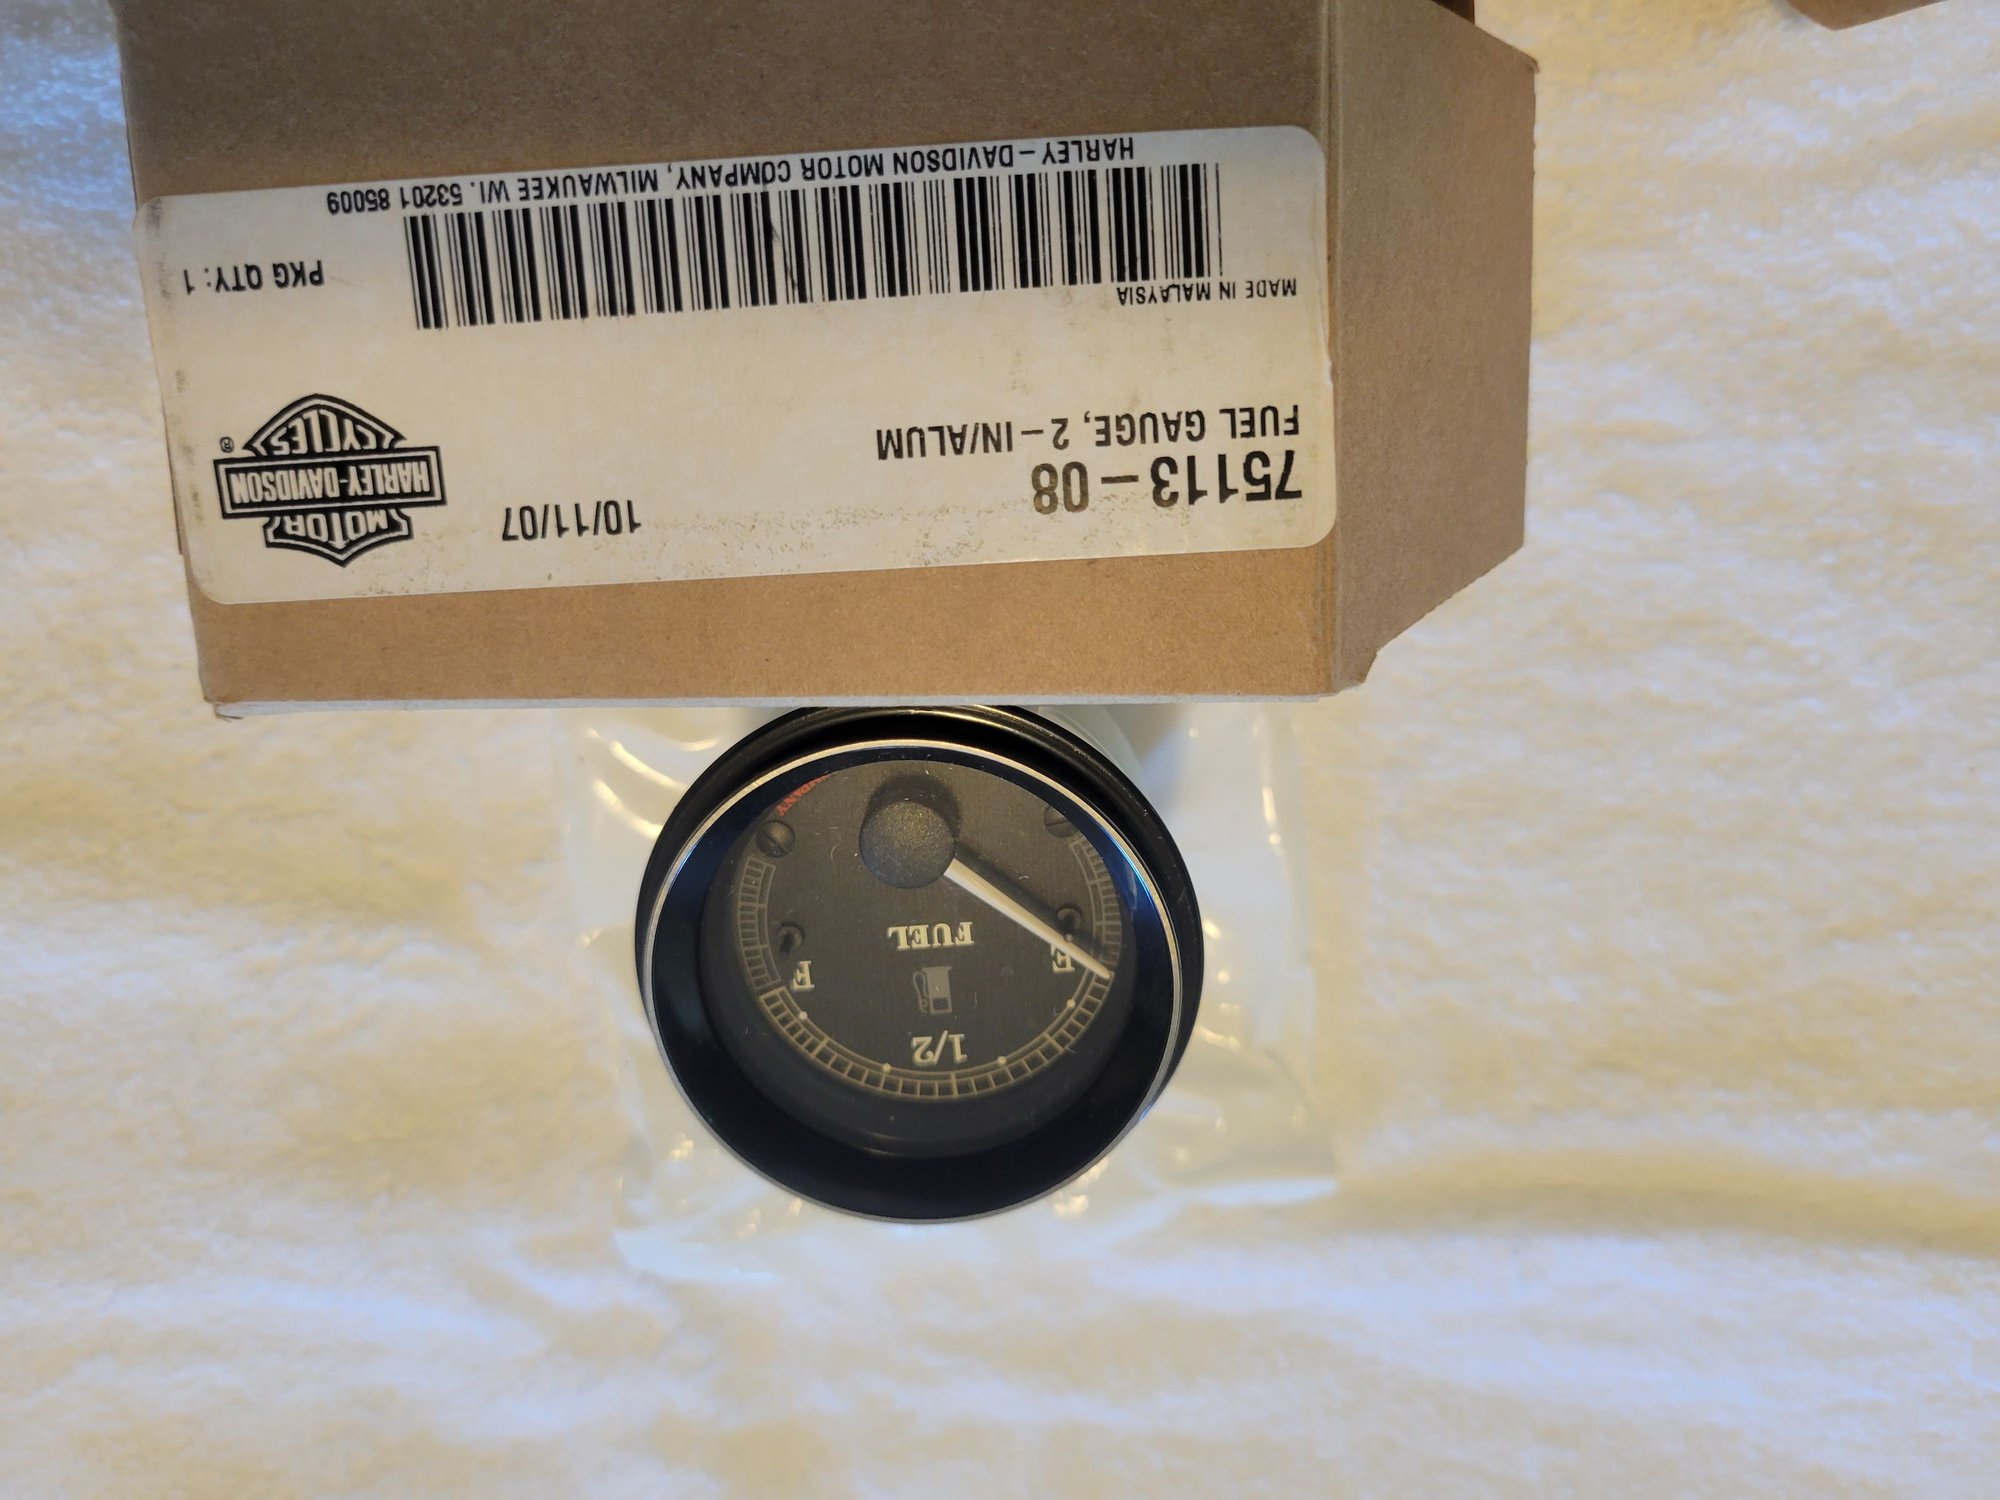 75113-08
10/11/07
FUEL GAUGE, 2-IN/ALUM
MOTOR
HARLEY-DAVIDSON
CYCLES
®
MADE IN MALAYSIA
PKG QTY: 1
HARLEY-DAVIDSON MOTOR COMPANY, MILWAUKEE WI. 53201 85009
1/2
E
F
FUEL